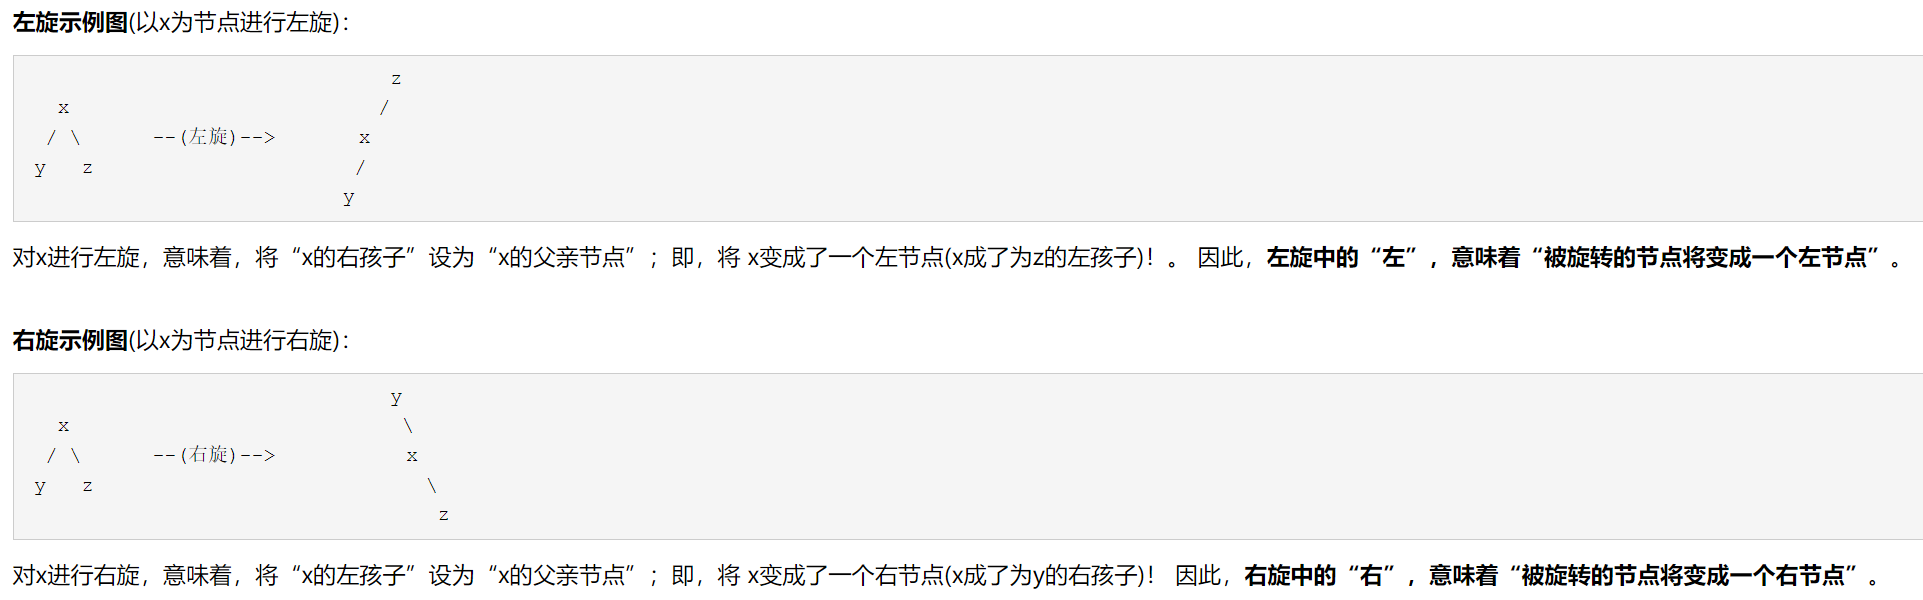 左旋示例图(以x为节点进行左旋)：
z
x /
/ \ --(左旋)--> x
y z /
y
对x进行左旋，意味着，将“x的右孩子”设为“x的父亲节点”；即，将 x变成了一个左节点(x成了为z的左孩子)！。 因此，左旋中的“左”，意味着“被旋转的节点将变成一个左节点”。
右旋示例图(以x为节点进行右旋)：
y
x \
/ \ --(右旋)--> x
y z \
z
对x进行右旋，意味着，将“x的左孩子”设为“x的父亲节点”；即，将 x变成了一个右节点(x成了为y的右孩子)！ 因此，右旋中的“右”，意味着“被旋转的节点将变成一个右节点”。